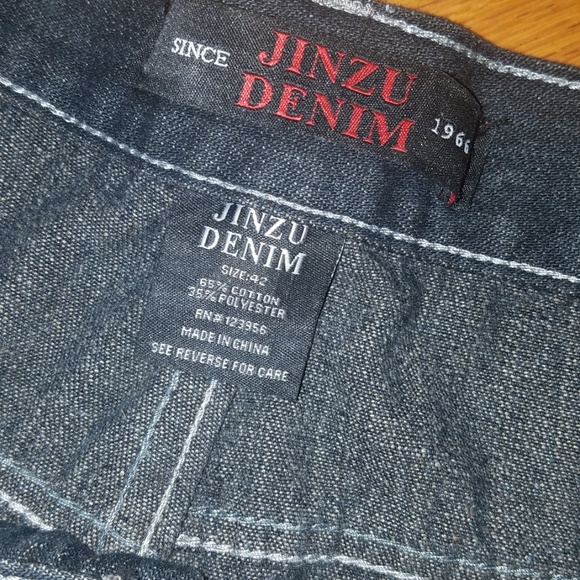 SINCE JINZU DENIM 1966
JINZU
DENIM
SIZE:42
65% COTTON
35% POLYESTER
RN# 123956
MADE IN CHINA
SEE REVERSE FOR CARE